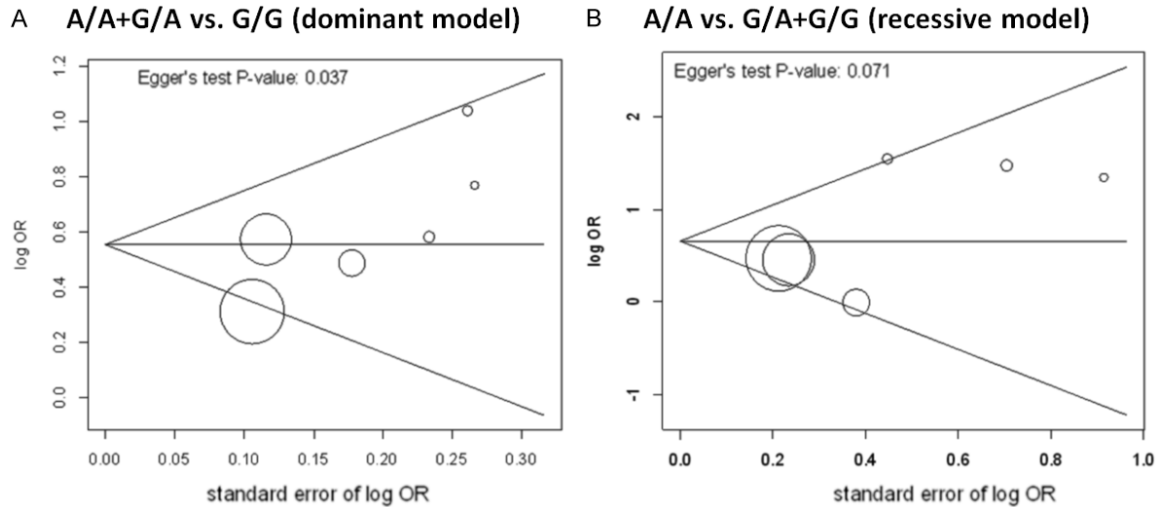 A A/A+G/A vs. G/G (dominant model)
Egger's test P-value: 0.037
log OR
1.2
1.0
0.8
0.6
0.4
0.2
0.0
0.00 0.05 0.10 0.15 0.20 0.25 0.30
standard error of log OR
B A/A vs. G/A+G/G (recessive model)
Egger's test P-value: 0.071
log OR
2
1
0
-1
0.0 0.2 0.4 0.6 0.8 1.0
standard error of log OR